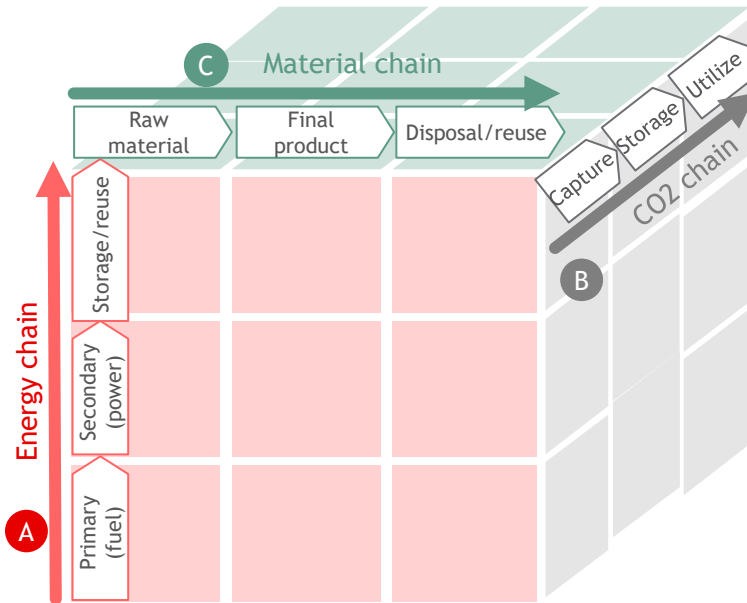 C
Material chain
Raw
material
Final
product
Disposal/reuse
Capture
Storage
Utilize
CO2 chain
B
Energy chain
A
Storage/reuse
Secondary
(power)
Primary
(fuel)